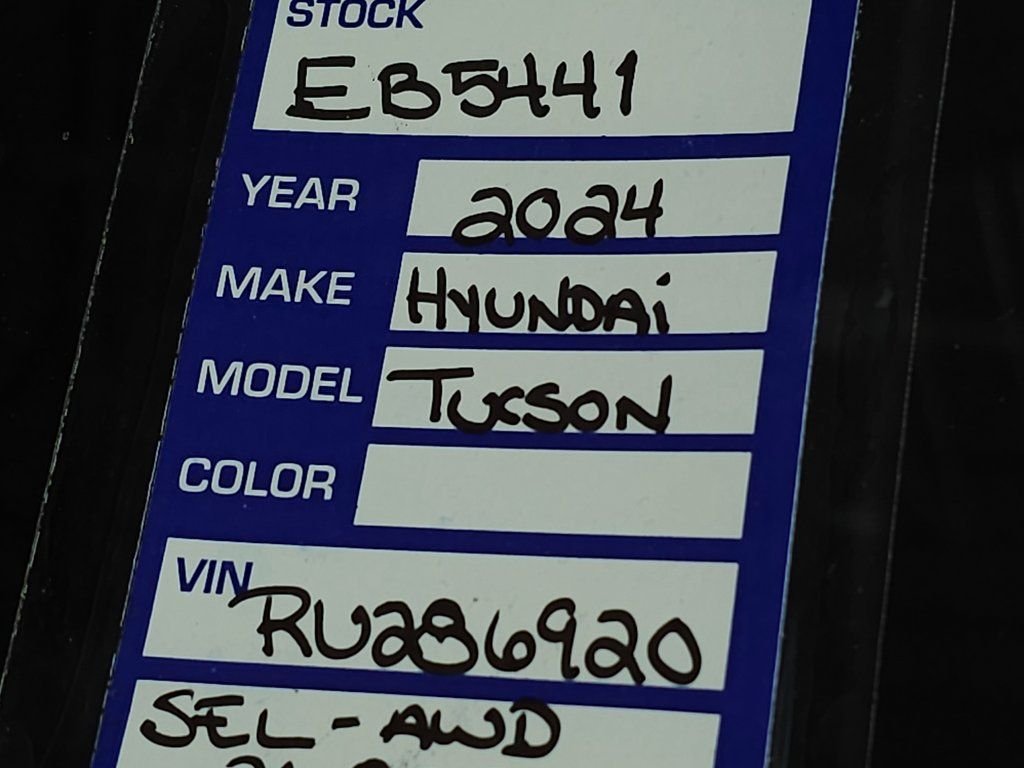 STOCK
EB5441
YEAR 2024
MAKE HYUNDAi
MODEL TUCSON
COLOR
VIN RU286920
SEL - AWD